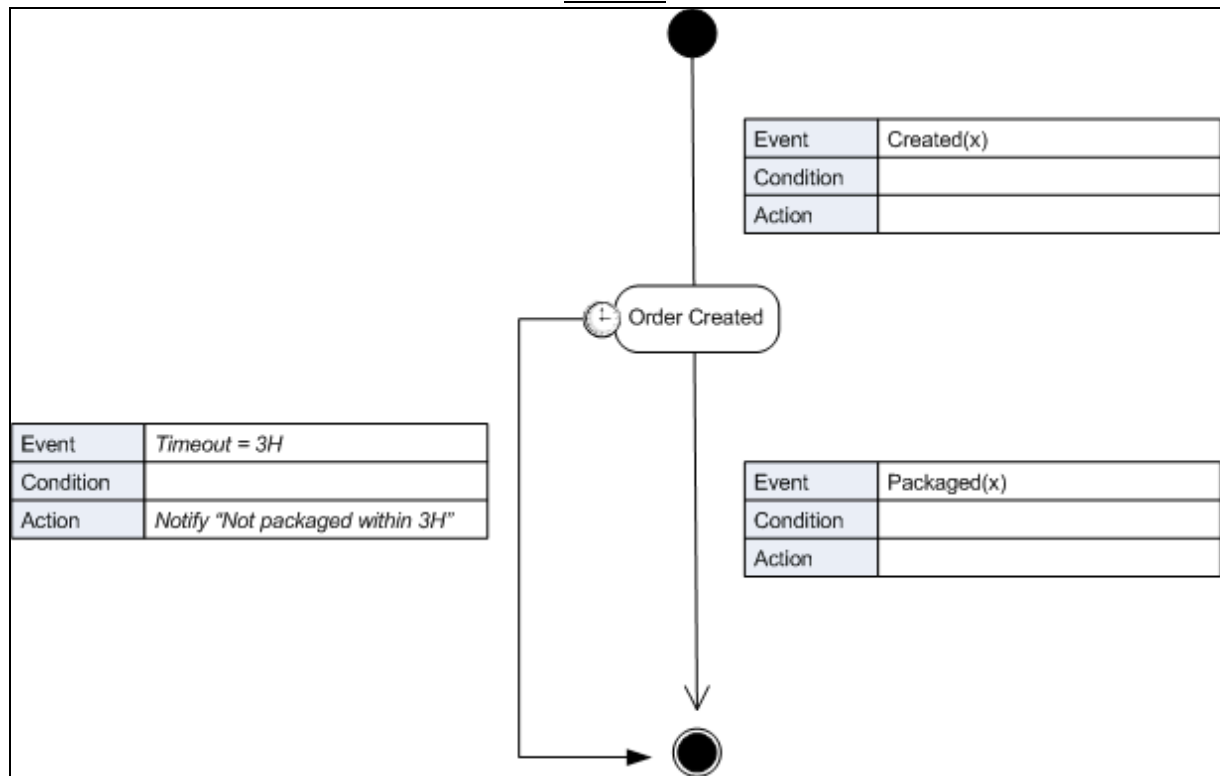 Event Created(x)
Condition
Action
Order Created
Event Timeout = 3H
Condition
Action Notify “Not packaged within 3H”
Event Packaged(x)
Condition
Action